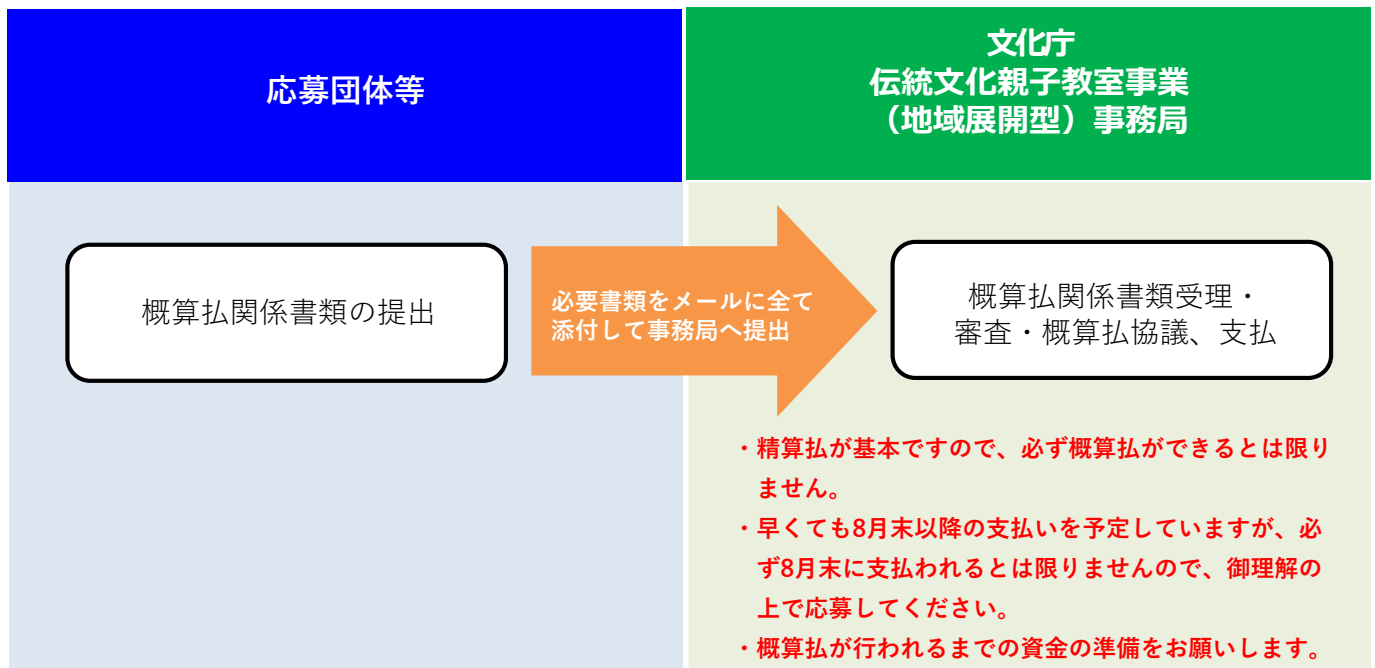 応募団体等
文化庁
伝統文化親子教室事業
（地域展開型）事務局
概算払関係書類の提出
必要書類をメールに全て
添付して事務局へ提出
概算払関係書類受理・
審査・概算払協議、支払
・精算払が基本ですので、必ず概算払ができるとは限り
ません。
・早くても8月末以降の支払いを予定していますが、必
ず8月末に支払われるとは限りませんので、御理解の
上で応募してください。
・概算払が行われるまでの資金の準備をお願いします。